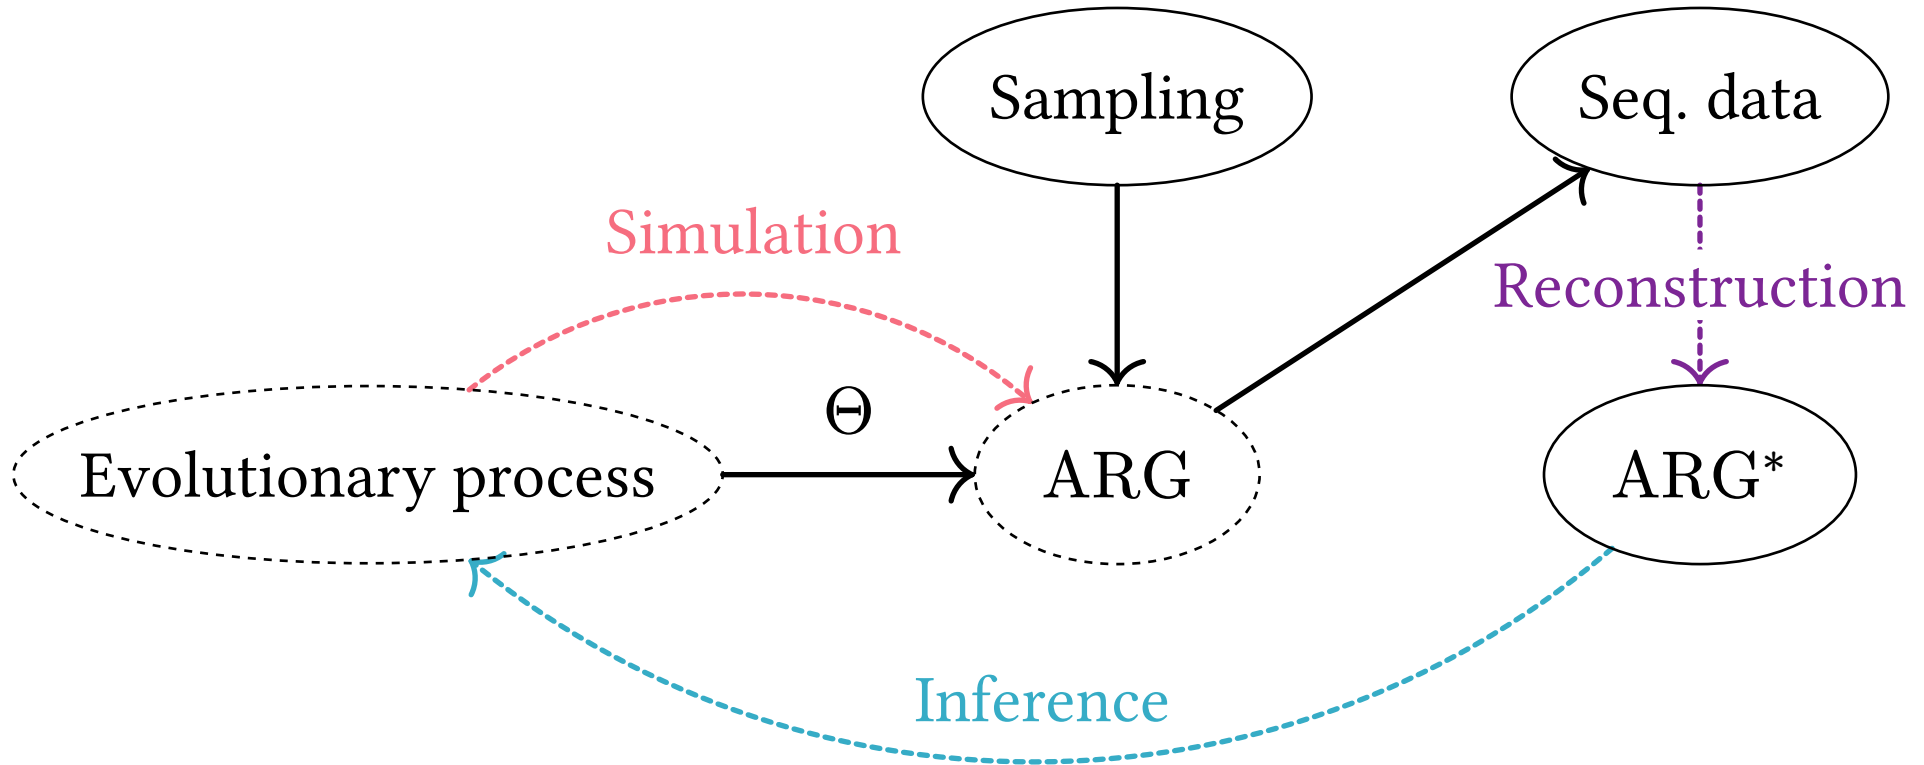 Sampling
Seq. data
Simulation
Reconstruction
Θ
Evolutionary process
ARG
ARG*
Inference